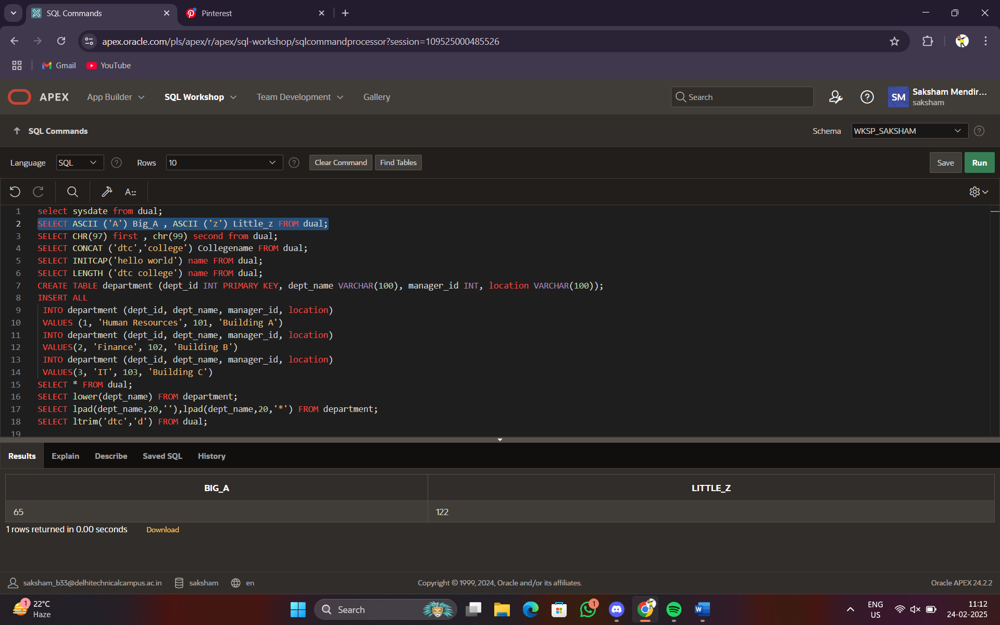 SQL Commands
Pinterest
apex.oracle.com/pls/apex/r/apex/sql-workshop/sqlcommandprocessor?session=109525000485526
Gmail
YouTube
APEX
App Builder
SQL Workshop
Team Development
Gallery
Search
SM
Saksham Mendir...
saksham
SQL Commands
Schema
WKSP_SAKSHAM
Language
SQL
Rows
10
Clear Command
Find Tables
Save
Run
1 select sysdate from dual;
2 SELECT ASCII ('A') Big_A , ASCII ('z') Little_z FROM dual;
3 SELECT CHR(97) first , chr(99) second from dual;
4 SELECT CONCAT ('dtc','college') Collegename FROM dual;
5 SELECT INITCAP('hello world') name FROM dual;
6 SELECT LENGTH ('dtc college') name FROM dual;
7 CREATE TABLE department (dept_id INT PRIMARY KEY, dept_name VARCHAR(100), manager_id INT, location VARCHAR(100));
8 INSERT ALL
9 INTO department (dept_id, dept_name, manager_id, location)
10 VALUES (1, 'Human Resources', 101, 'Building A')
11 INTO department (dept_id, dept_name, manager_id, location)
12 VALUES(2, 'Finance', 102, 'Building B')
13 INTO department (dept_id, dept_name, manager_id, location)
14 VALUES(3, 'IT', 103, 'Building C')
15 SELECT * FROM dual;
16 SELECT lower(dept_name) FROM department;
17 SELECT lpad(dept_name,20,''),lpad(dept_name,20,'*') FROM department;
18 SELECT ltrim('dtc','d') FROM dual;
19
Results
Explain
Describe
Saved SQL
History
BIG_A
LITTLE_Z
65
122
1 rows returned in 0.00 seconds
Download
saksham_b33@delhitechnicalcampus.ac.in
saksham
en
Copyright © 1999, 2024, Oracle and/or its affiliates.
Oracle APEX 24.2.2
1
22°C
Haze
Search
1
W
ENG
US
11:12
24-02-2025